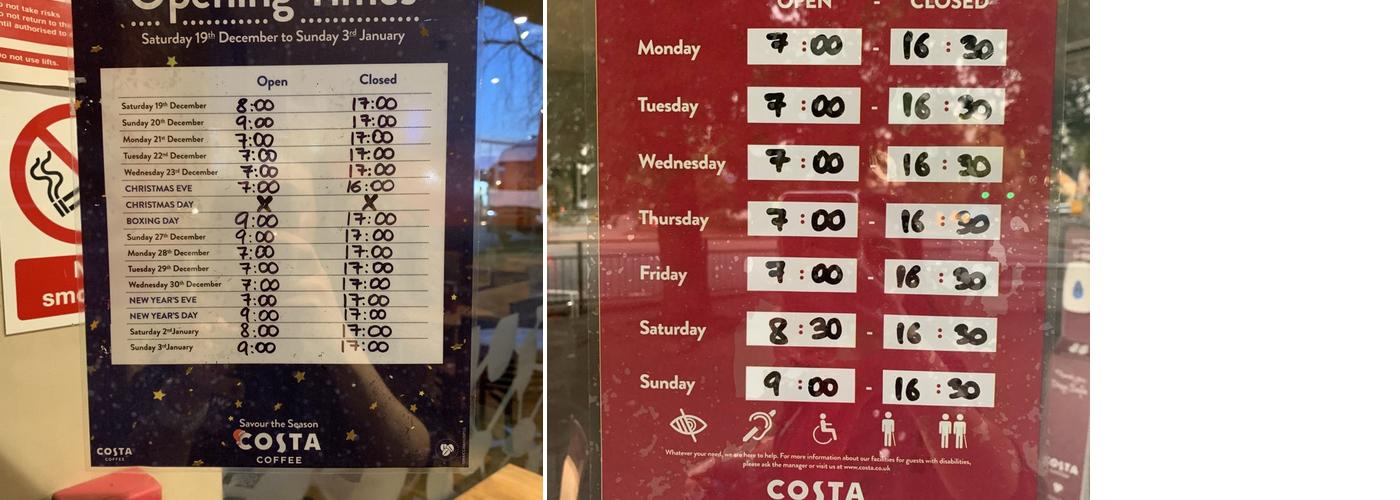 not take risks
not return to the
until authorised to
Do not use lifts.
Opening Times
Saturday 19th December to Sunday 3rd January
Open Closed
Saturday 19th December 8:00 17:00
Sunday 20th December 9:00 17:00
Monday 21st December 7:00 17:00
Tuesday 22nd December 7:00 17:00
Wednesday 23rd December 7:00 17:00
CHRISTMAS EVE 7:00 16:00
CHRISTMAS DAY X X
BOXING DAY 9:00 17:00
Sunday 27th December 9:00 17:00
Monday 28th December 7:00 17:00
Tuesday 29th December 7:00 17:00
Wednesday 30th December 7:00 17:00
NEW YEAR'S EVE 7:00 17:00
NEW YEAR'S DAY 9:00 17:00
Saturday 2nd January 8:00 17:00
Sunday 3rd January 9:00 17:00
Savour the Season
COSTA
COFFEE
COSTA
COFFEE
OPEN - CLOSED
Monday 7:00 - 16:30
Tuesday 7:00 - 16:30
Wednesday 7:00 - 16:30
Thursday 7:00 - 16:30
Friday 7:00 - 16:30
Saturday 8:30 - 16:30
Sunday 9:00 - 16:30
Whatever your need, we are here to help. For more information about our facilities for guests with disabilities,
please ask the manager or visit us at www.costa.co.uk
COSTA
COSTA